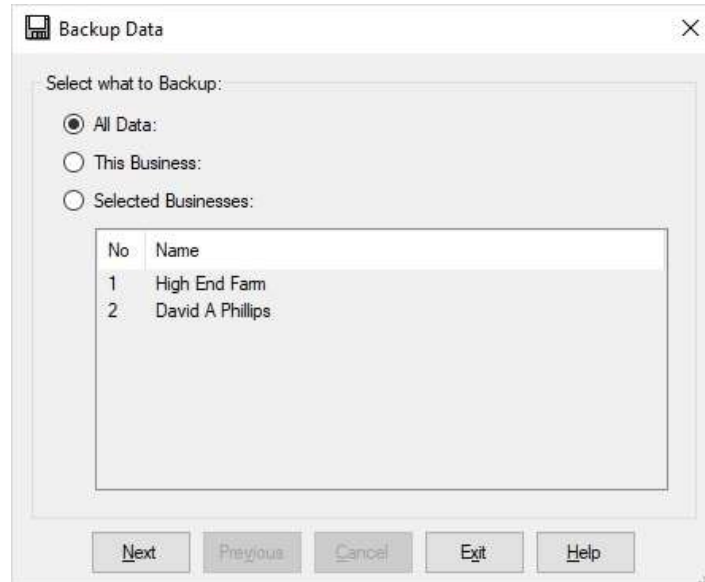 Backup Data
Select what to Backup:
All Data:
This Business:
Selected Businesses:
No Name
1 High End Farm
2 David A Phillips
Next Previous Cancel Exit Help